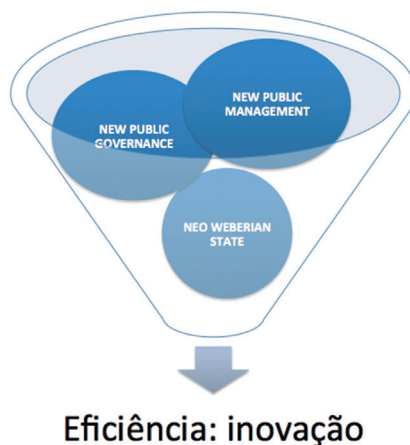 NEW PUBLIC
MANAGEMENT
NEW PUBLIC
GOVERNANCE
NEO WEBERIAN
STATE
Eficiência: inovação